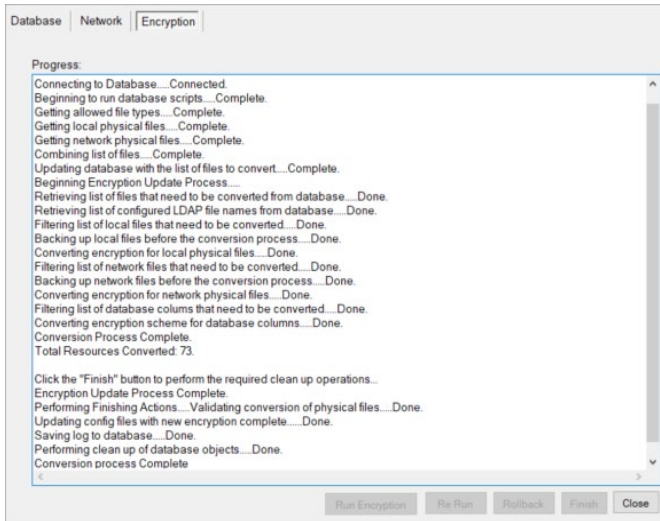 Database Network Encryption
Progress:
Connecting to Database.....Connected.
Beginning to run database scripts.....Complete.
Getting allowed file types.....Complete.
Getting local physical files.....Complete.
Getting network physical files.....Complete.
Combining list of files.....Complete.
Updating database with the list of files to convert.....Complete.
Beginning Encryption Update Process.....
Retrieving list of files that need to be converted from database.....Done.
Retrieving list of configured LDAP file names from database.....Done.
Filtering list of local files that need to be converted.....Done.
Backing up local files before the conversion process.....Done.
Converting encryption for local physical files.....Done.
Filtering list of network files that need to be converted.....Done.
Backing up network files before the conversion process.....Done.
Converting encryption for network physical files.....Done.
Filtering list of database colums that need to be converted.....Done.
Converting encryption scheme for database columns.....Done.
Conversion Process Complete.
Total Resources Converted: 73.
Click the "Finish" button to perform the required clean up operations...
Encryption Update Process Complete.
Performing Finishing Actions.....Validating conversion of physical files.....Done.
Updating config files with new encryption complete.....Done.
Saving log to database.....Done.
Performing clean up of database objects.....Done.
Conversion process Complete
Run Encryption Re Run Rollback Finish Close